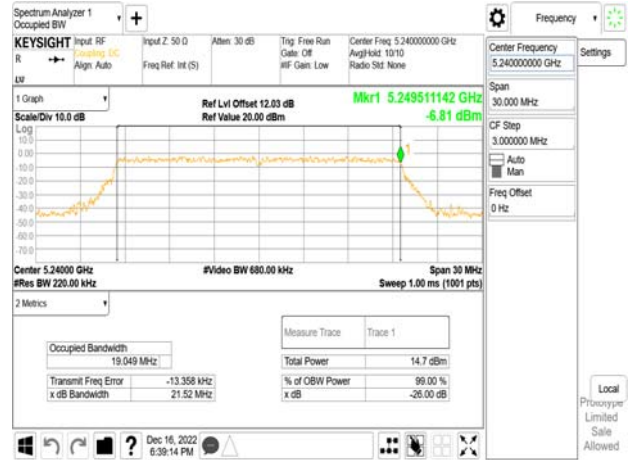 Spectrum Analyzer 1
Occupied BW
Frequency
KEYSIGHT
R
LU
Input: RF
Coupling: DC
Align: Auto
Input Z: 50 Ω
Freq Ref: Int (S)
Atten: 30 dB
Trig: Free Run
Gate: Off
#IF Gain: Low
Center Freq: 5.240000000 GHz
Avg|Hold: 10/10
Radio Std: None
1 Graph
Scale/Div 10.0 dB
Ref Lvl Offset 12.03 dB
Ref Value 20.00 dBm
Mkr1 5.249511142 GHz
-6.81 dBm
Log
10.0
0.00
-10.0
-20.0
-30.0
-40.0
-50.0
-60.0
-70.0
1
Center 5.24000 GHz
#Res BW 220.00 kHz
#Video BW 680.00 kHz
Span 30 MHz
Sweep 1.00 ms (1001 pts)
2 Metrics
Measure Trace Trace 1
Occupied Bandwidth
19.049 MHz
Total Power 14.7 dBm
Transmit Freq Error -13.358 kHz
% of OBW Power 99.00 %
x dB Bandwidth 21.52 MHz
x dB -26.00 dB
Center Frequency
5.240000000 GHz
Settings
Span
30.000 MHz
CF Step
3.000000 MHz
Auto
Man
Freq Offset
0 Hz
Local
Prototype
Limited
Sale
Allowed
?
Dec 16, 2022
6:39:14 PM